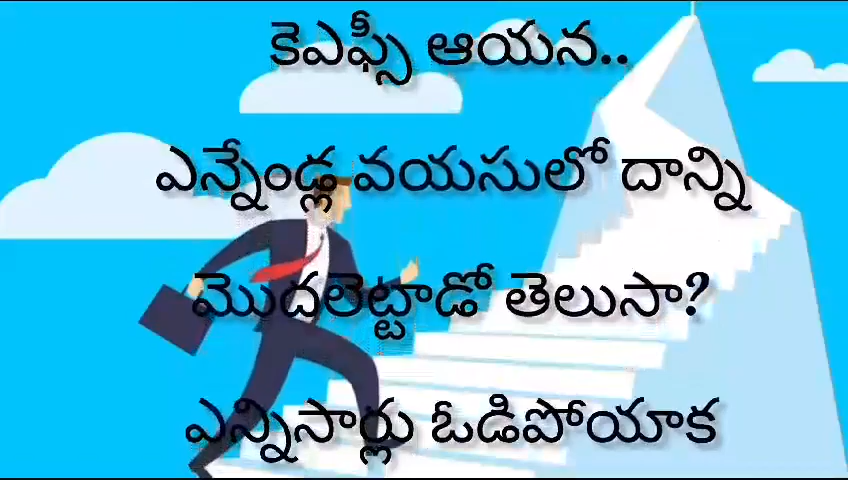 కెఎఫ్సీ ఆయన..
ఎన్నేండ్ల వయసులో దాన్ని
మొదలెట్టాడో తెలుసా?
ఎన్నిసార్లు ఓడిపోయాక